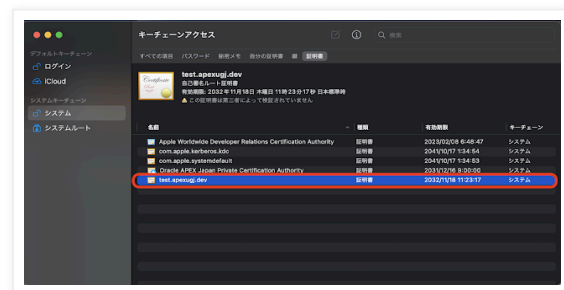 キーチェーンアクセス
検索
デフォルトキーチェーン
ログイン
iCloud
システムキーチェーン
システム
システムルート
すべての項目 パスワード 秘密メモ 自分の証明書 鍵 証明書
Certificate
test.apexugj.dev
自己署名ルート証明書
有効期限: 2032年11月18日 木曜日 11時23分17秒 日本標準時
この証明書は第三者によって検証されていません
名前 種類 有効期限 キーチェーン
Apple Worldwide Developer Relations Certification Authority 証明書 2023/02/08 6:48:47 システム
com.apple.kerberos.kdc 証明書 2041/10/17 1:34:54 システム
com.apple.systemdefault 証明書 2041/10/17 1:34:53 システム
Oracle APEX Japan Private Certification Authority 証明書 2031/12/16 9:00:00 システム
test.apexugj.dev 証明書 2032/11/18 11:23:17 システム